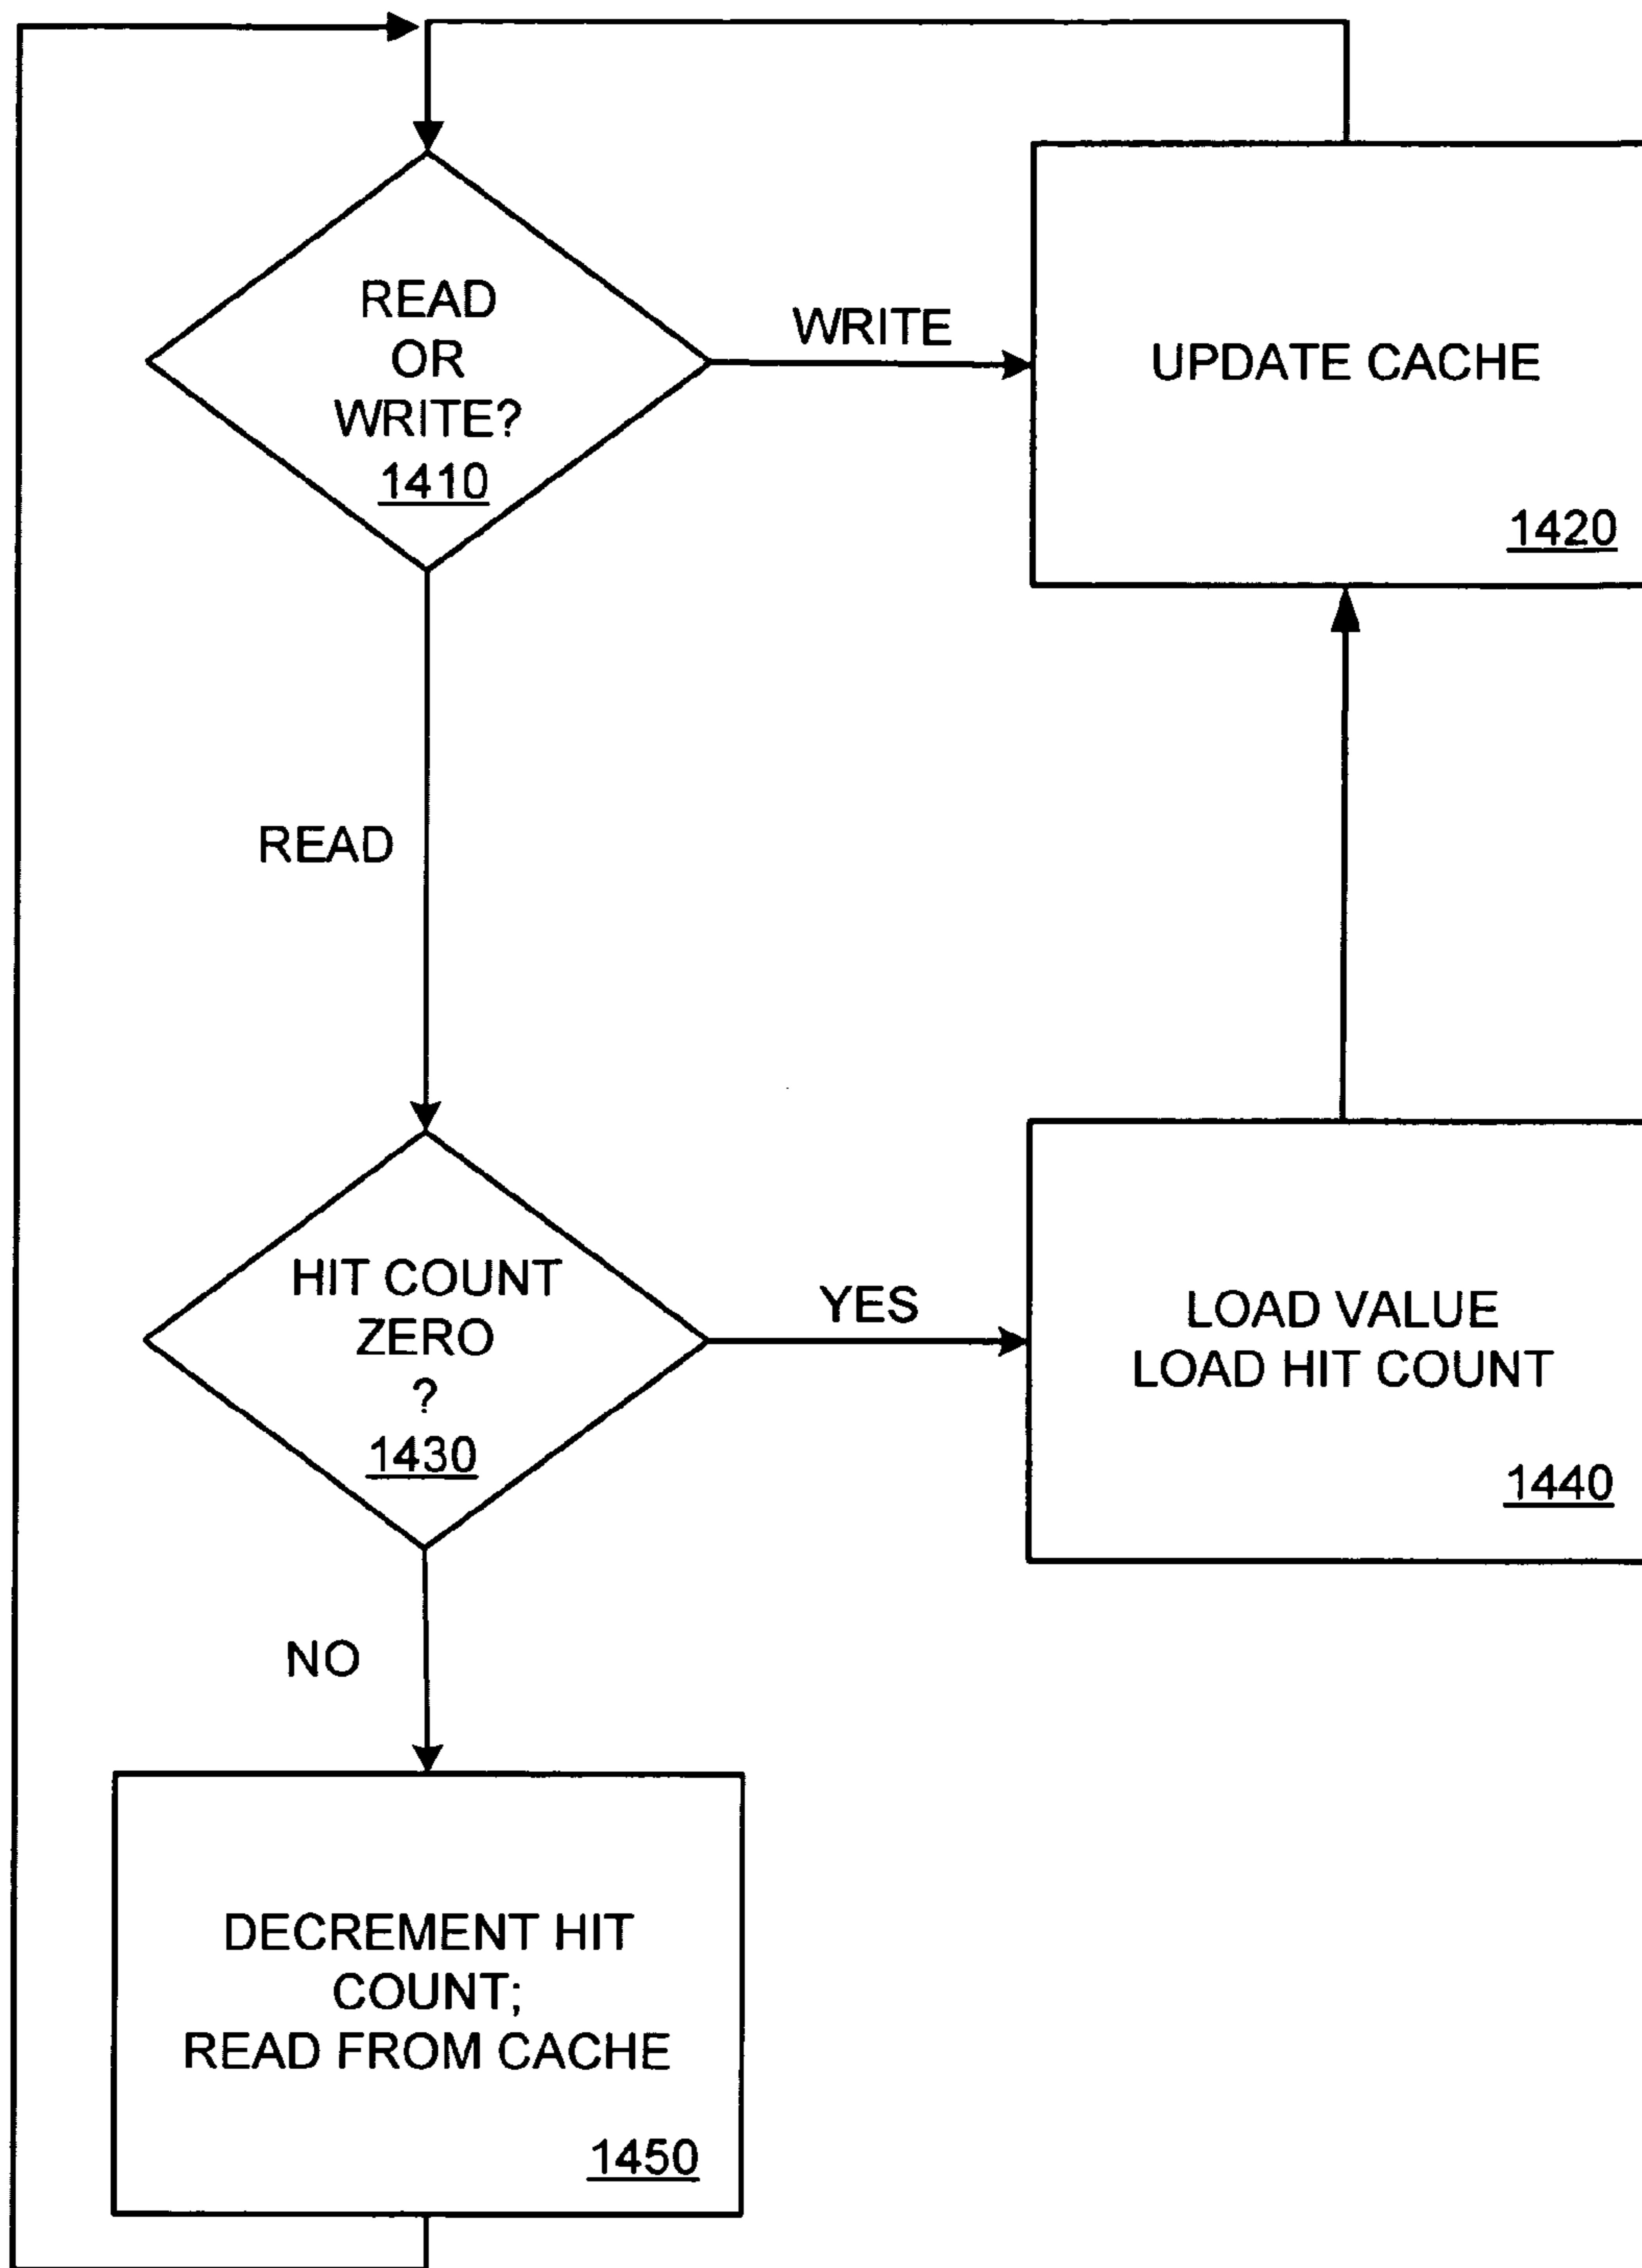 READ
OR
WRITE?
1410
WRITE
UPDATE CACHE
1420
READ
HIT COUNT
ZERO
?
1430
YES
LOAD VALUE
LOAD HIT COUNT
1440
NO
DECREMENT HIT
COUNT;
READ FROM CACHE
1450